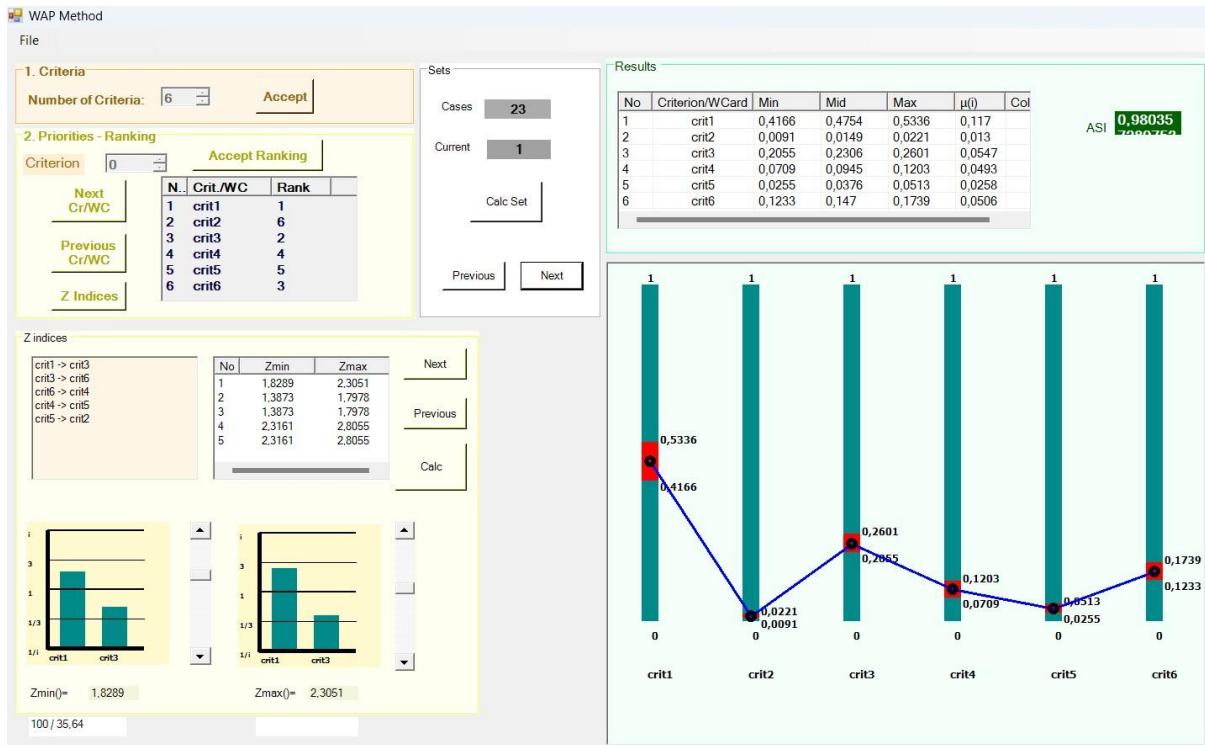 WAP Method
File
1. Criteria
Number of Criteria: 6 Accept
2. Priorities - Ranking
Criterion 0 Accept Ranking
Next Cr/WC
Previous Cr/WC
Z Indices
N.. Crit./WC Rank
1 crit1 1
2 crit2 6
3 crit3 2
4 crit4 4
5 crit5 5
6 crit6 3
Sets
Cases 23
Current 1
Calc Set
Previous Next
Results
No Criterion/WCard Min Mid Max μ(i) Col
1 crit1 0,4166 0,4754 0,5336 0,117
2 crit2 0,0091 0,0149 0,0221 0,013
3 crit3 0,2055 0,2306 0,2601 0,0547
4 crit4 0,0709 0,0945 0,1203 0,0493
5 crit5 0,0255 0,0376 0,0513 0,0258
6 crit6 0,1233 0,147 0,1739 0,0506
ASI 0,98035
Z indices
crit1 -> crit3
crit3 -> crit6
crit6 -> crit4
crit4 -> crit5
crit5 -> crit2
No Zmin Zmax
1 1,8289 2,3051
2 1,3873 1,7978
3 1,3873 1,7978
4 2,3161 2,8055
5 2,3161 2,8055
Next
Previous
Calc
i
3
1
1/3
1/i
crit1 crit3
i
3
1
1/3
1/i
crit1 crit3
Zmin()= 1,8289 Zmax()= 2,3051
100 / 35,64
1 1 1 1 1 1
0,5336
0,4166
0,0221
0,0091
0,2601
0,2055
0,1203
0,0709
0,0513
0,0255
0,1739
0,1233
0 0 0 0 0 0
crit1 crit2 crit3 crit4 crit5 crit6